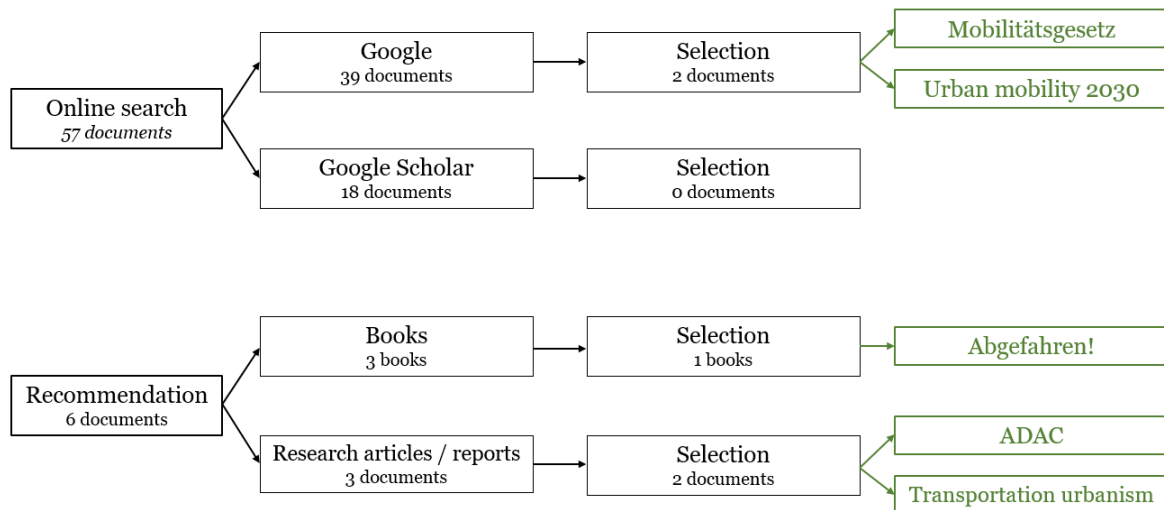 Google
39 documents
Selection
2 documents
Mobilitätsgesetz
Urban mobility 2030
Online search
57 documents
Google Scholar
18 documents
Selection
0 documents
Books
3 books
Selection
1 books
Abgefahren!
Recommendation
6 documents
Research articles / reports
3 documents
Selection
2 documents
ADAC
Transportation urbanism